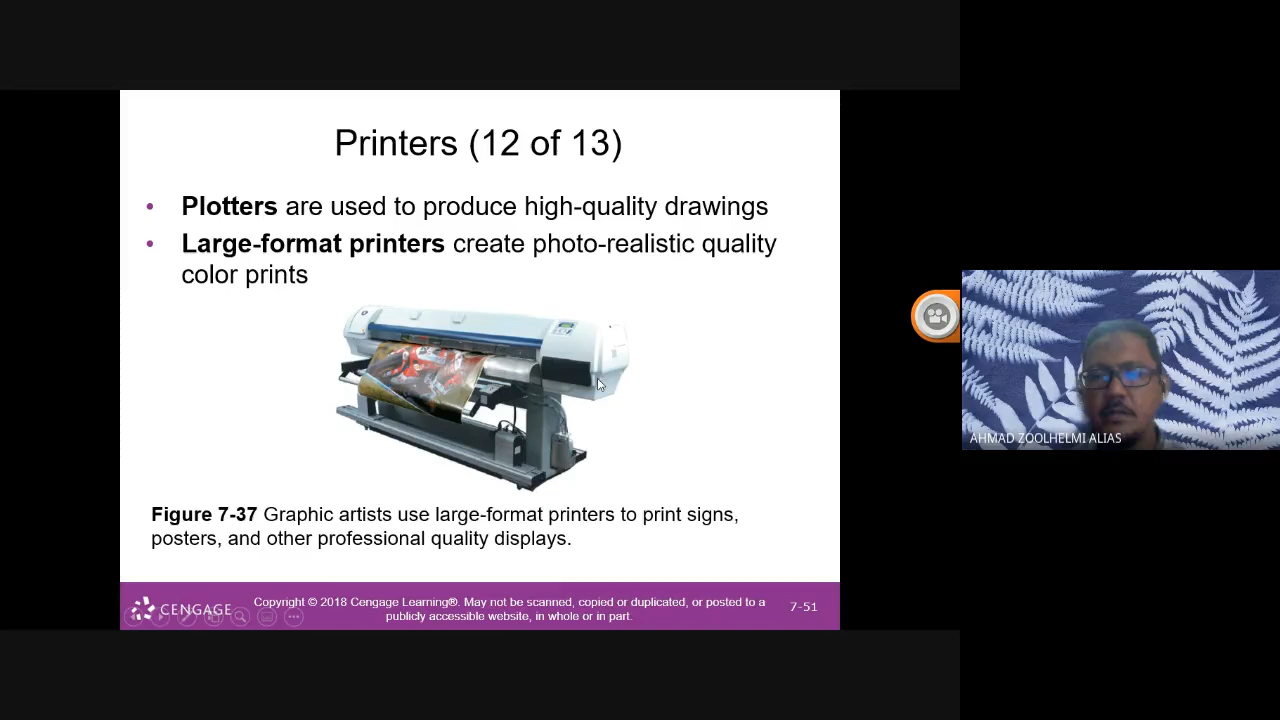 Printers (12 of 13)
• Plotters are used to produce high-quality drawings
• Large-format printers create photo-realistic quality
color prints
Figure 7-37 Graphic artists use large-format printers to print signs,
posters, and other professional quality displays.
CENGAGE
Copyright © 2018 Cengage Learning®. May not be scanned, copied or duplicated, or posted to a
publicly accessible website, in whole or in part.
7-51
AHMAD ZOOLHELMI ALIAS